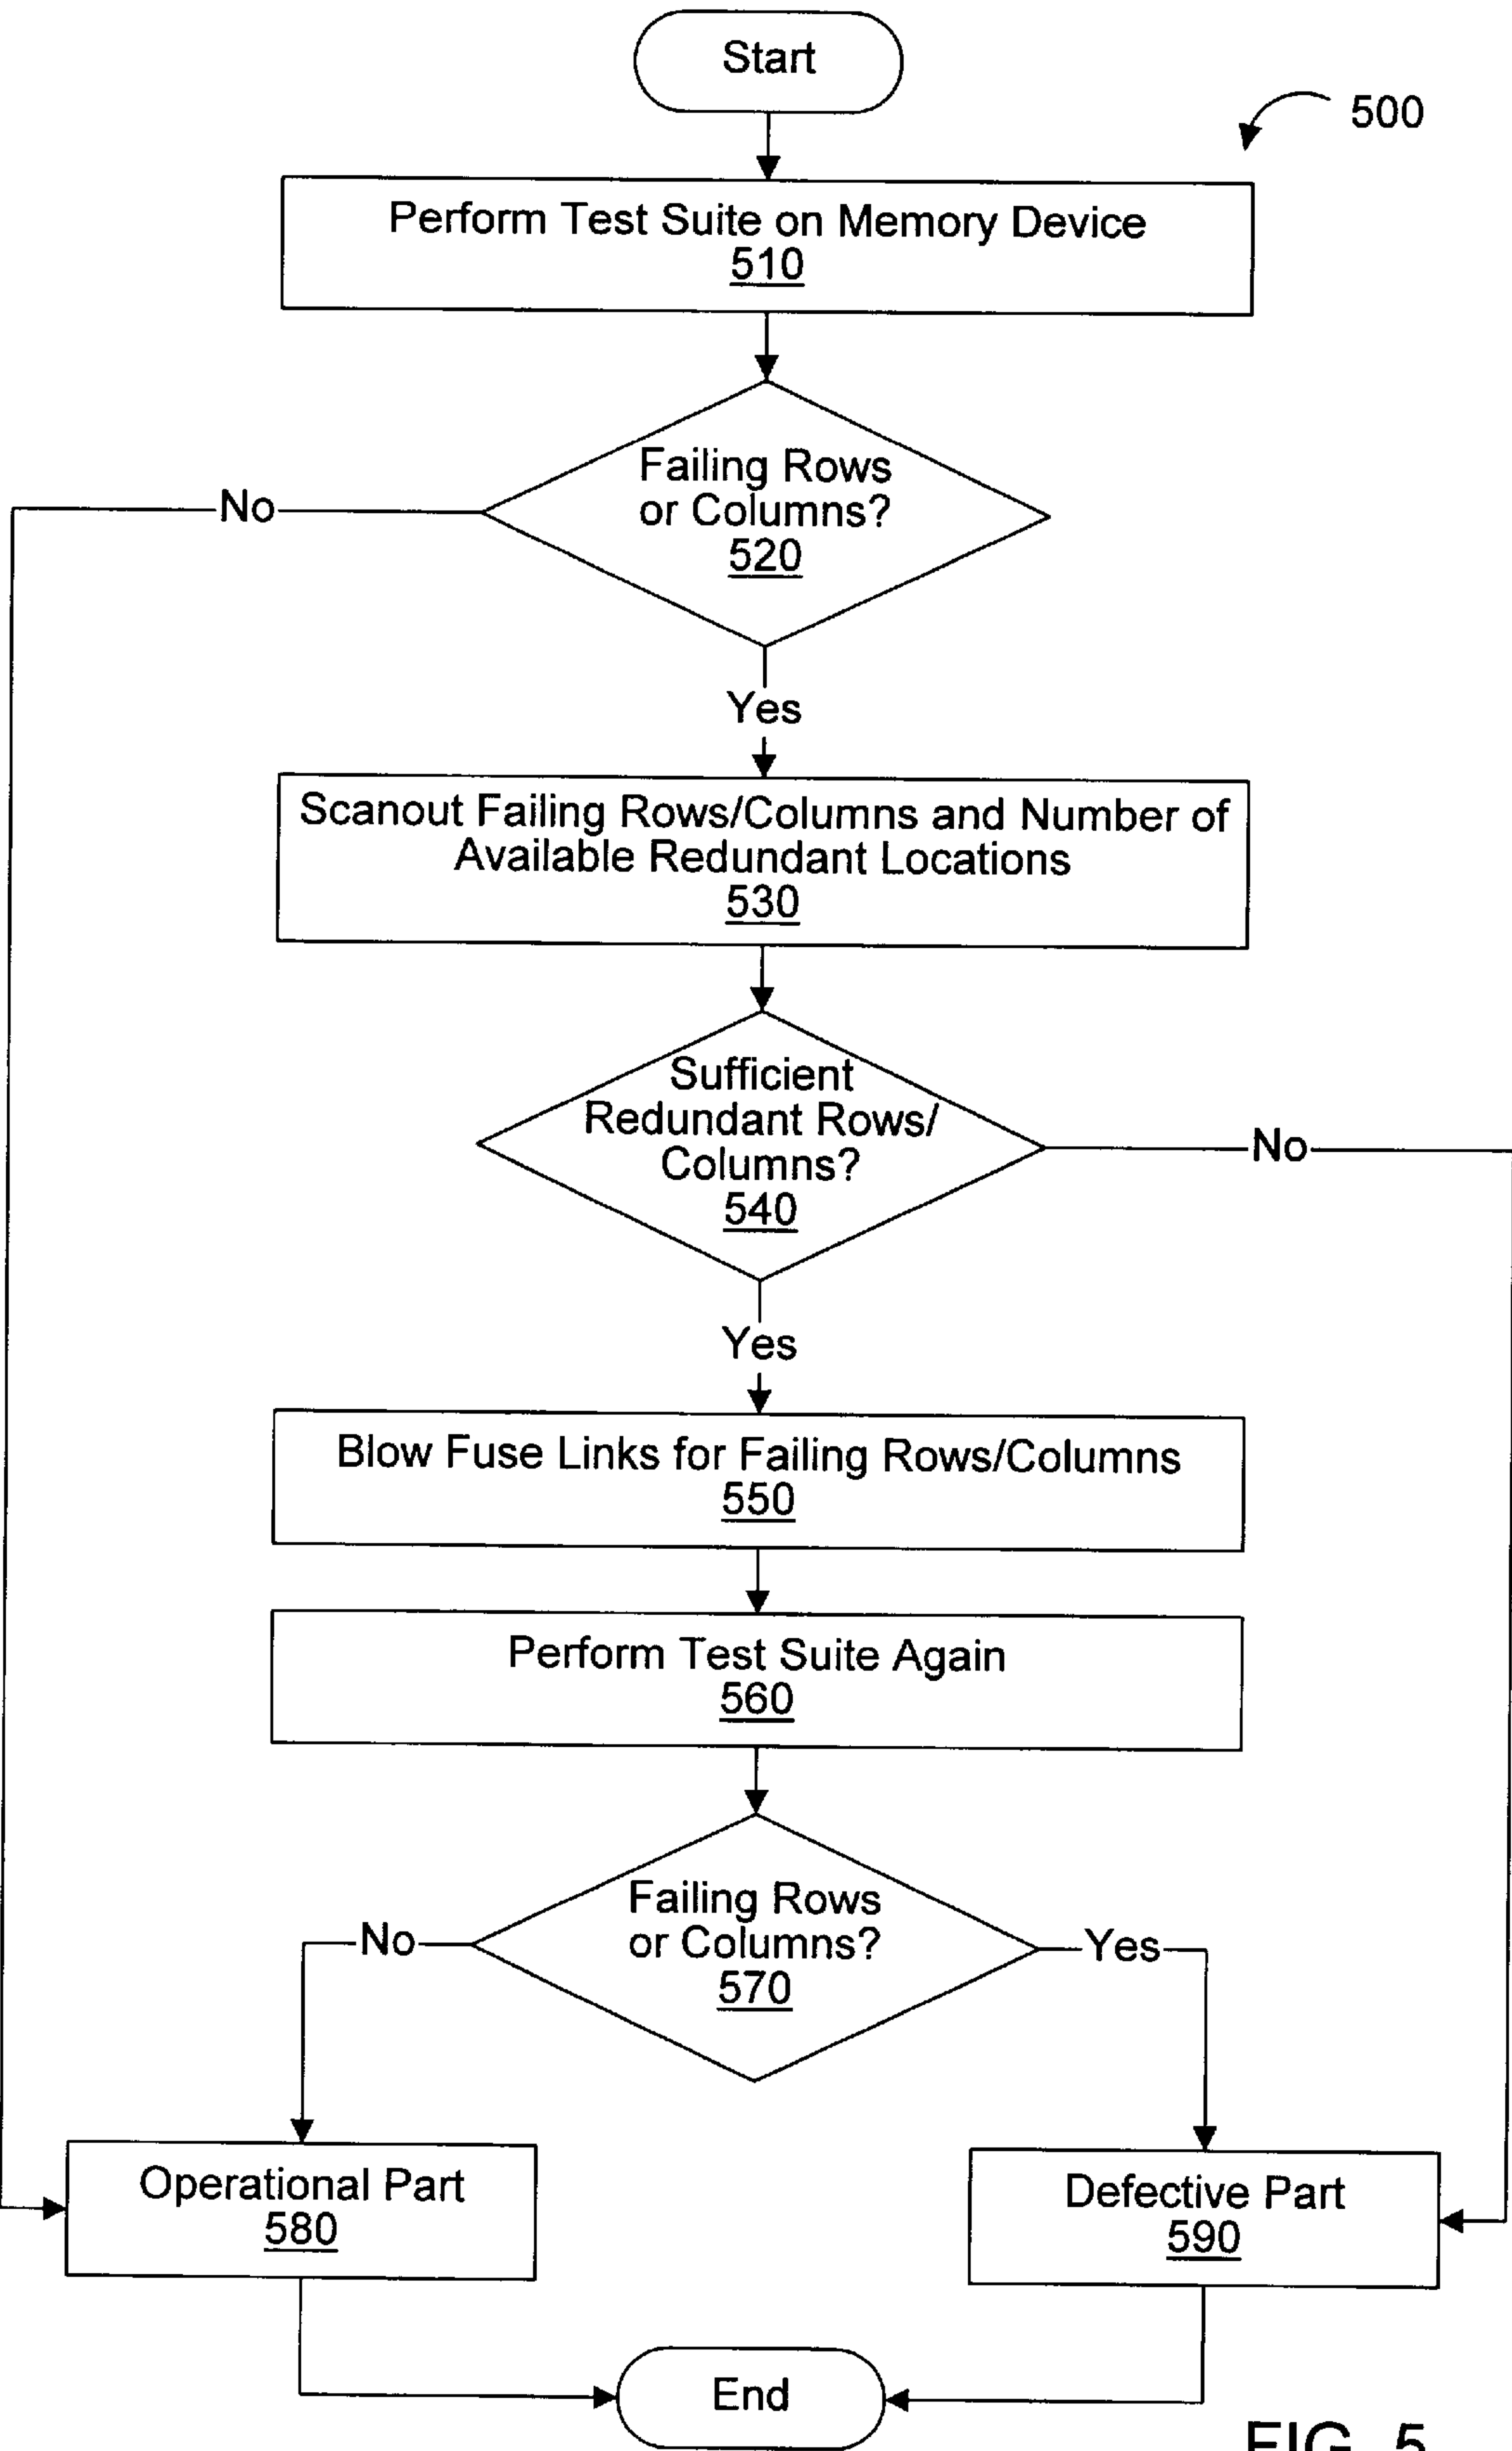 Start
500
Perform Test Suite on Memory Device
510
Failing Rows
or Columns?
520
No
Yes
Scanout Failing Rows/Columns and Number of
Available Redundant Locations
530
Sufficient
Redundant Rows/
Columns?
540
No
Yes
Blow Fuse Links for Failing Rows/Columns
550
Perform Test Suite Again
560
Failing Rows
or Columns?
570
No
Yes
Operational Part
580
Defective Part
590
End
FIG. 5